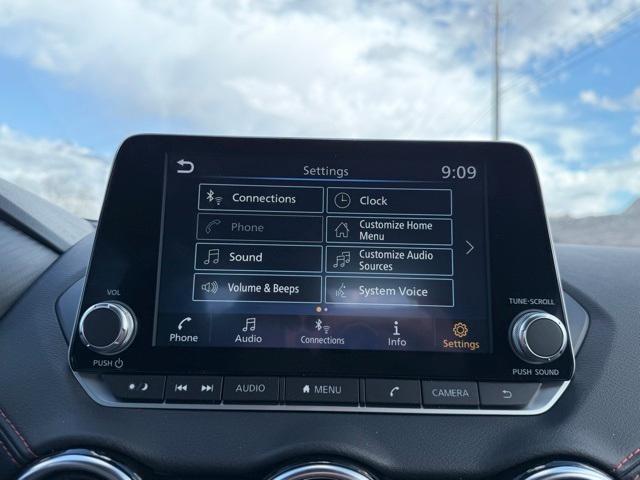 Settings
9:09
Connections
Clock
Phone
Customize Home
Menu
Sound
Customize Audio
Sources
Volume & Beeps
System Voice
VOL
TUNE·SCROLL
Phone
Audio
Connections
Info
Settings
PUSH
PUSH SOUND
AUDIO
MENU
CAMERA